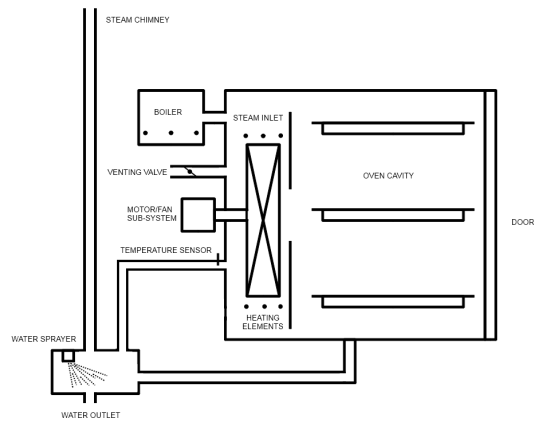 STEAM CHIMNEY
BOILER
STEAM INLET
VENTING VALVE
OVEN CAVITY
MOTOR/FAN
SUB-SYSTEM
DOOR
TEMPERATURE SENSOR
HEATING
ELEMENTS
WATER SPRAYER
WATER OUTLET